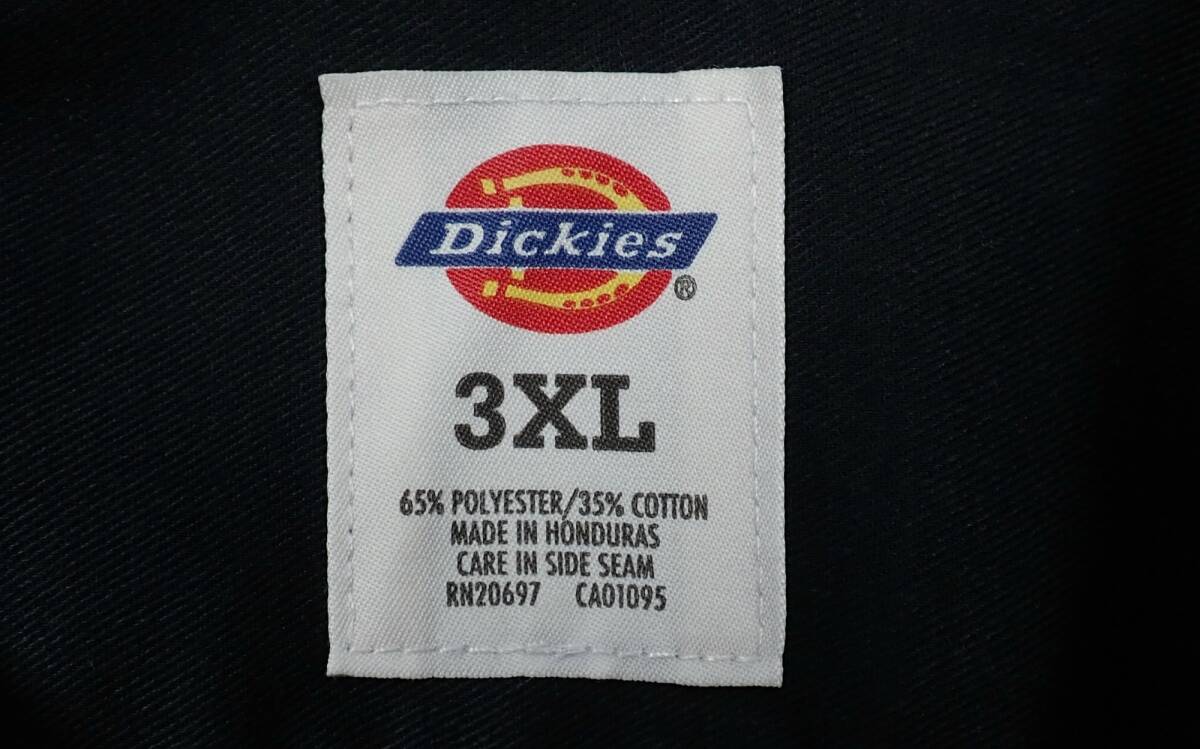 Dickies
®
3XL
65% POLYESTER/35% COTTON
MADE IN HONDURAS
CARE IN SIDE SEAM
RN20697 CA01095